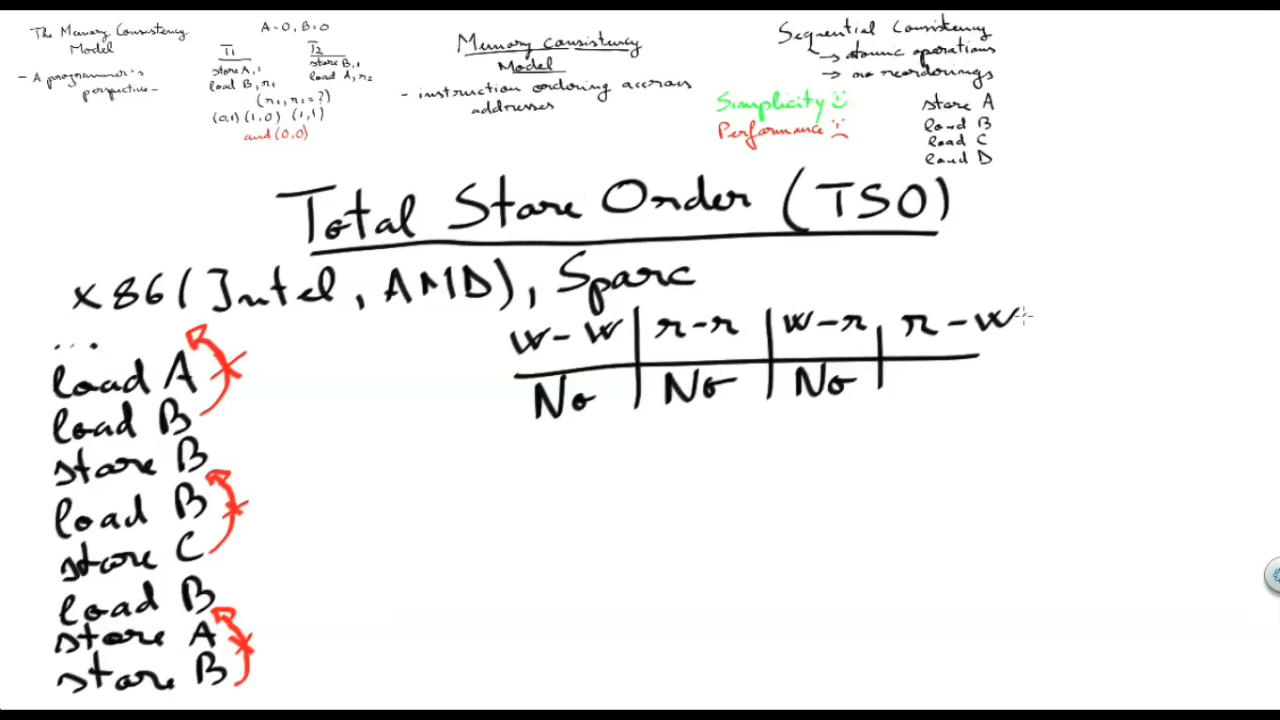 The Memory Consistency
Model
- A programmer's
perspective -
A=0, B=0
T1
store A,1
load B,r1
T2
store B,1
load A,r2
(r1,r2=?)
(0,1) (1,0) (1,1)
and (0,0)
Memory Consistency
Model
- instruction ordering accross
addresses
Sequential Consistency
→ atomic operations
→ no reorderings
Simplicity
Performance
store A
load B
load C
load D
Total Store Order (TSO)
x86 (Intel, AMD), Sparc
...
load A
load B
store B
load B
store C
load B
store A
store B
w-w | r-r | w-r | r-w
No | No | No |